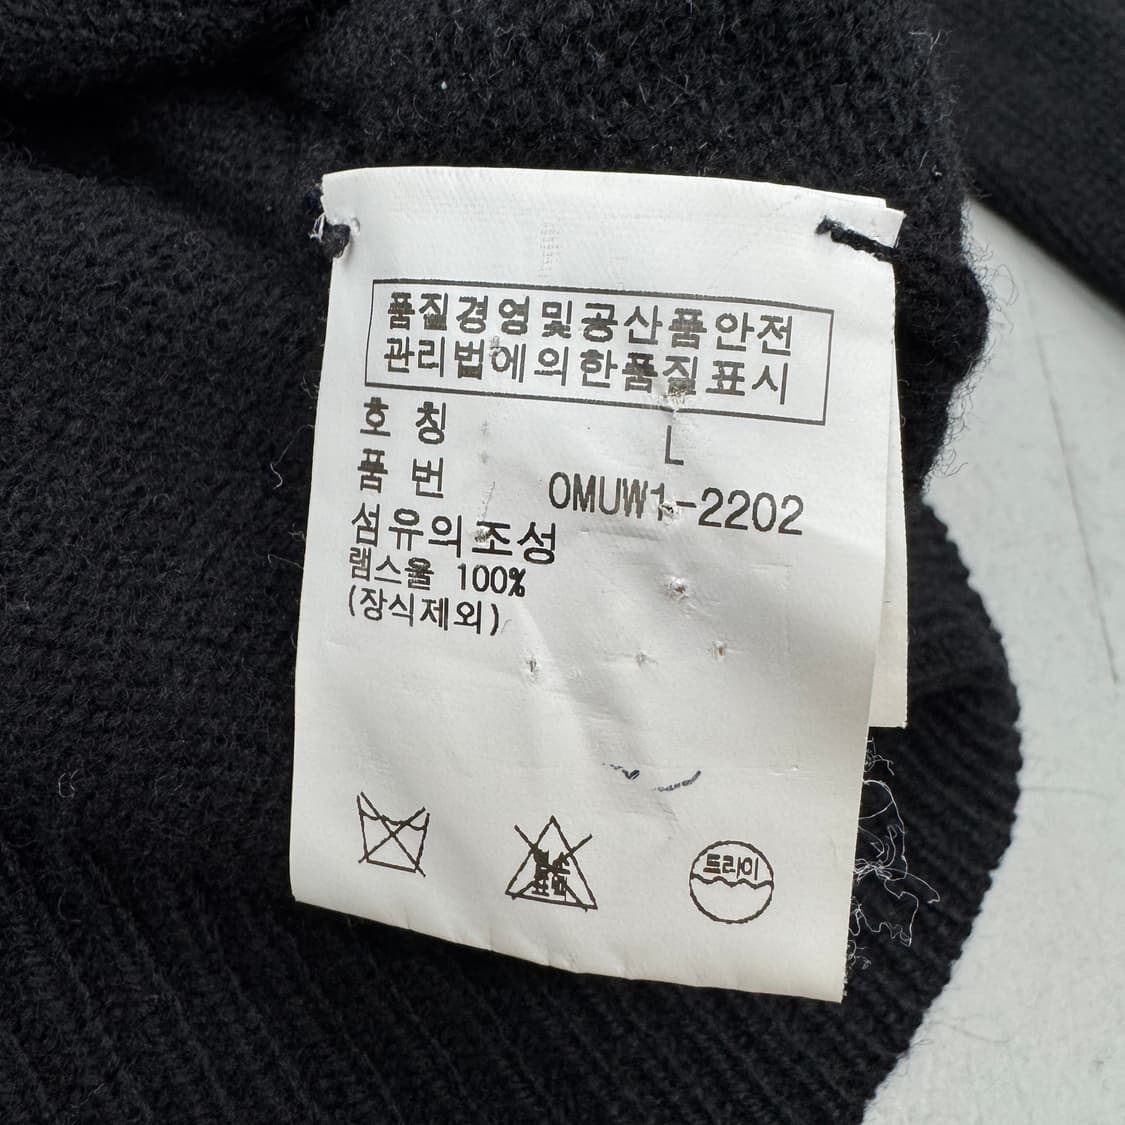 품질경영및공산품안전
관리법에의한품질표시
호 칭 L
품 번 OMUW1-2202
섬유의조성
램스울 100%
(장식제외)
드라이